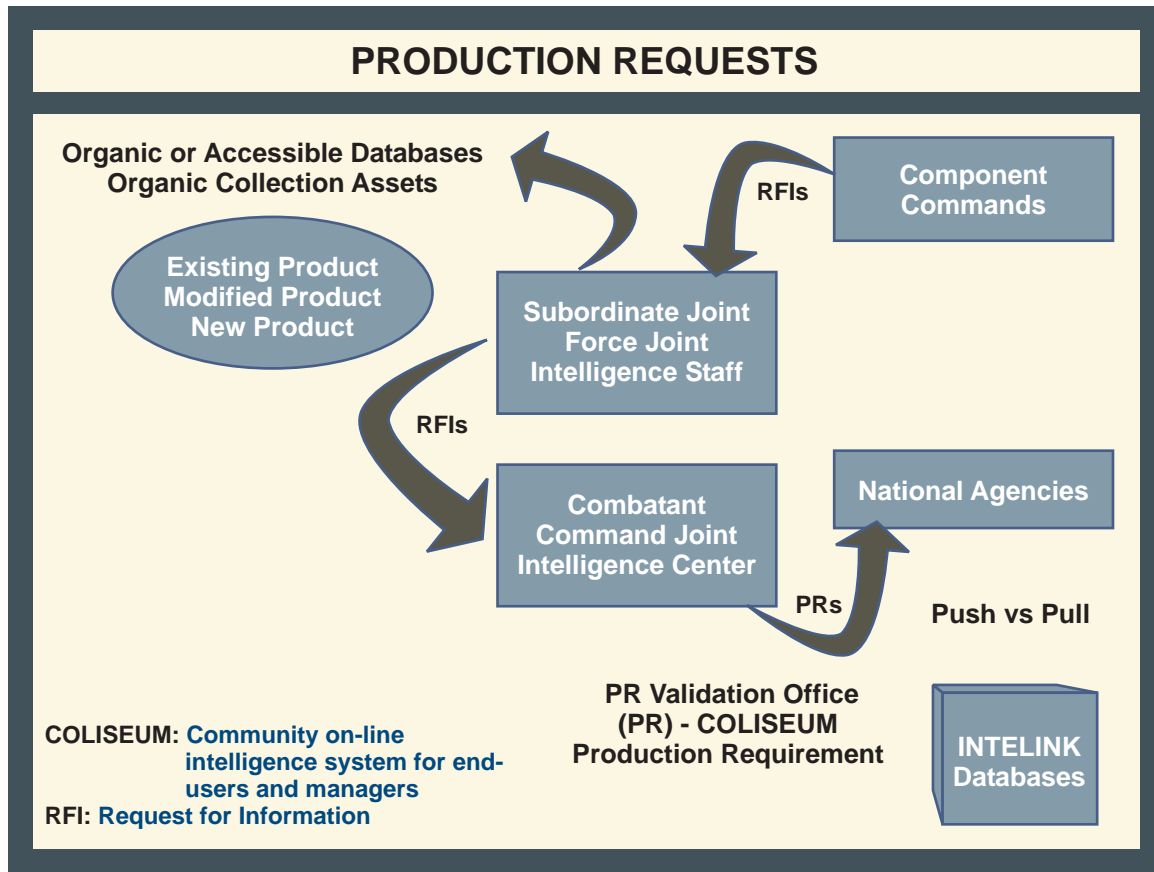 PRODUCTION REQUESTS
Organic or Accessible Databases
Organic Collection Assets
RFIs
Component
Commands
Existing Product
Modified Product
New Product
Subordinate Joint
Force Joint
Intelligence Staff
RFIs
Combatant
Command Joint
Intelligence Center
National Agencies
PRs
Push vs Pull
PR Validation Office
(PR) - COLISEUM
Production Requirement
INTELINK
Databases
COLISEUM: Community on-line
intelligence system for end-
users and managers
RFI: Request for Information